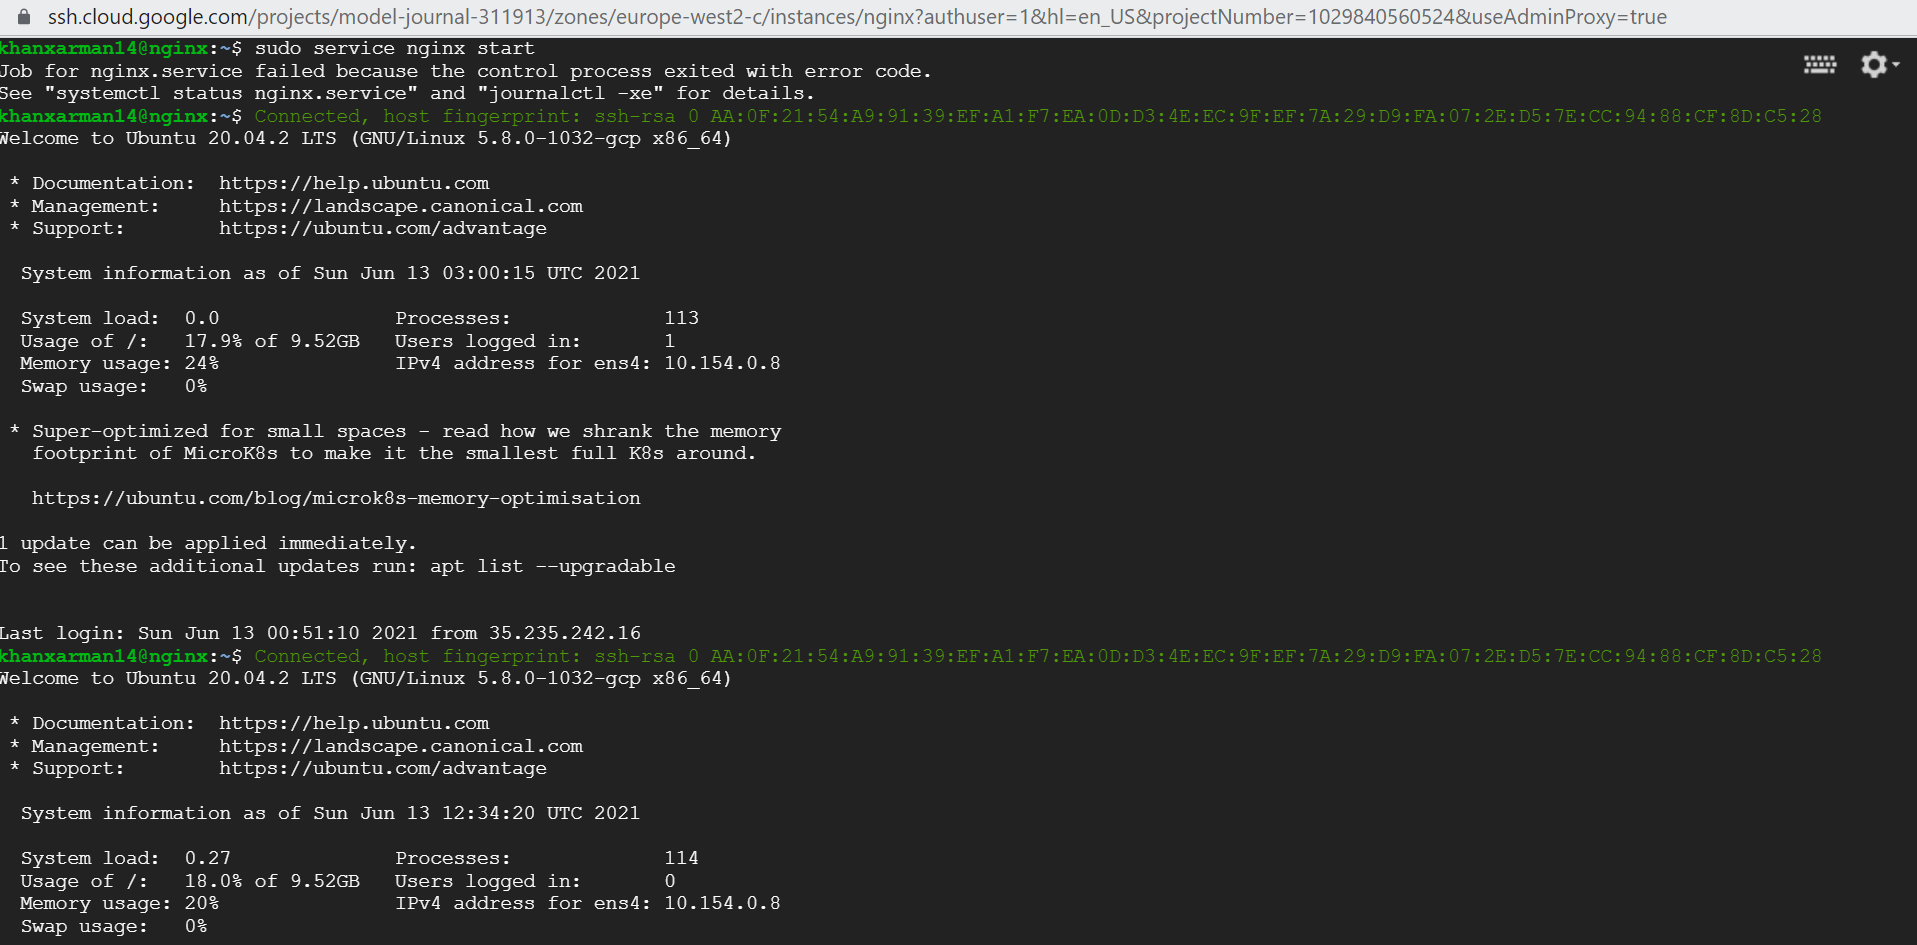 ssh.cloud.google.com/projects/model-journal-311913/zones/europe-west2-c/instances/nginx?authuser=1&hl=en_US&projectNumber=1029840560524&useAdminProxy=true
khanxarman14@nginx:~$ sudo service nginx start
Job for nginx.service failed because the control process exited with error code.
See "systemctl status nginx.service" and "journalctl -xe" for details.
khanxarman14@nginx:~$ Connected, host fingerprint: ssh-rsa 0 AA:0F:21:54:A9:91:39:EF:A1:F7:EA:0D:D3:4E:EC:9F:EF:7A:29:D9:FA:07:2E:D5:7E:CC:94:88:CF:8D:C5:28
Welcome to Ubuntu 20.04.2 LTS (GNU/Linux 5.8.0-1032-gcp x86_64)
* Documentation: https://help.ubuntu.com
* Management: https://landscape.canonical.com
* Support: https://ubuntu.com/advantage
System information as of Sun Jun 13 03:00:15 UTC 2021
System load: 0.0 Processes: 113
Usage of /: 17.9% of 9.52GB Users logged in: 1
Memory usage: 24% IPv4 address for ens4: 10.154.0.8
Swap usage: 0%
* Super-optimized for small spaces - read how we shrank the memory
footprint of MicroK8s to make it the smallest full K8s around.
https://ubuntu.com/blog/microk8s-memory-optimisation
1 update can be applied immediately.
To see these additional updates run: apt list --upgradable
Last login: Sun Jun 13 00:51:10 2021 from 35.235.242.16
khanxarman14@nginx:~$ Connected, host fingerprint: ssh-rsa 0 AA:0F:21:54:A9:91:39:EF:A1:F7:EA:0D:D3:4E:EC:9F:EF:7A:29:D9:FA:07:2E:D5:7E:CC:94:88:CF:8D:C5:28
Welcome to Ubuntu 20.04.2 LTS (GNU/Linux 5.8.0-1032-gcp x86_64)
* Documentation: https://help.ubuntu.com
* Management: https://landscape.canonical.com
* Support: https://ubuntu.com/advantage
System information as of Sun Jun 13 12:34:20 UTC 2021
System load: 0.27 Processes: 114
Usage of /: 18.0% of 9.52GB Users logged in: 0
Memory usage: 20% IPv4 address for ens4: 10.154.0.8
Swap usage: 0%